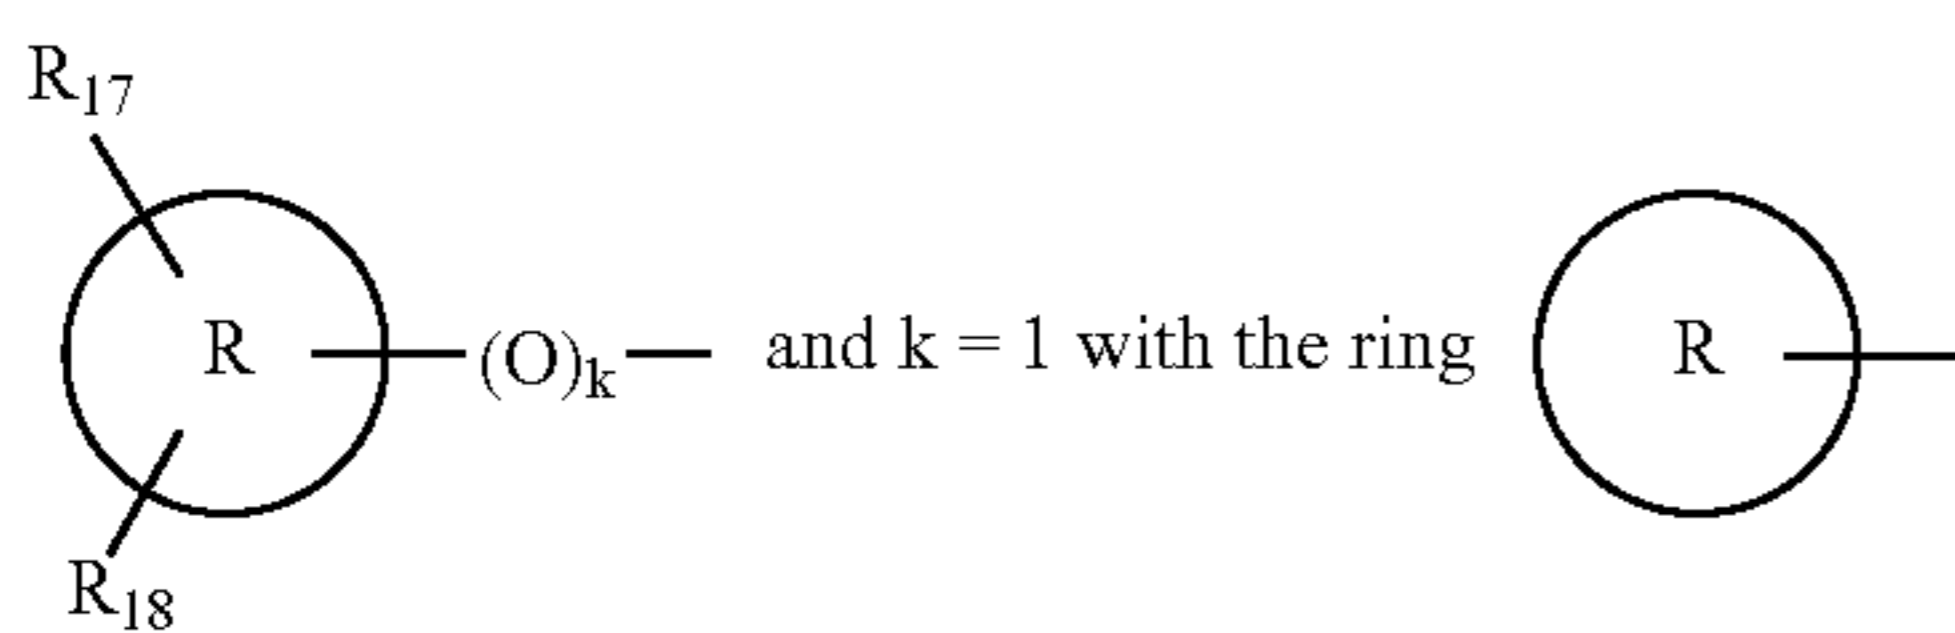 R17
R (O)k and k = 1 with the ring R
R18